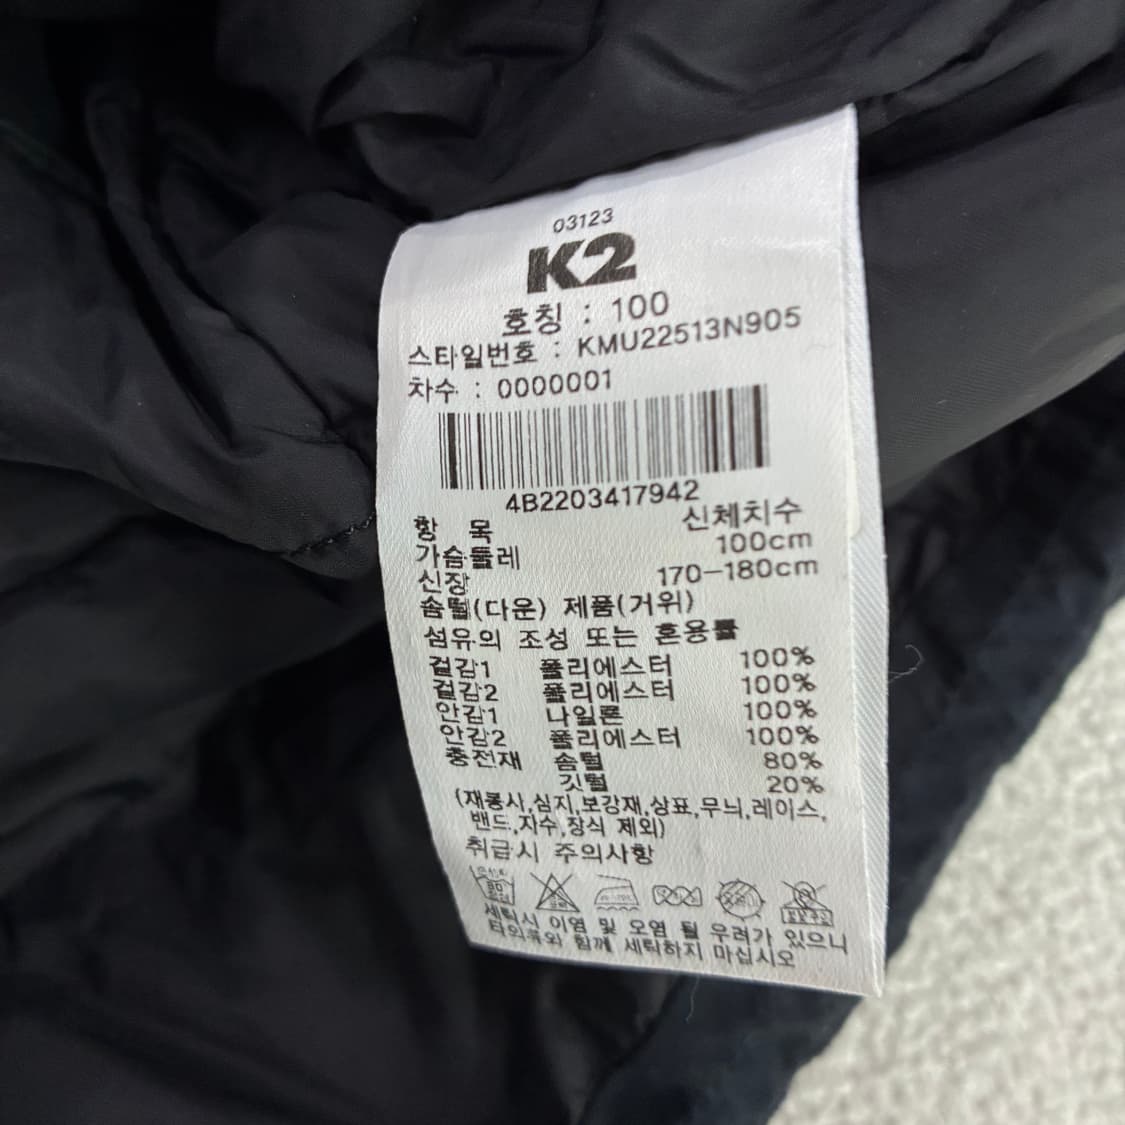 03123
K2
호칭 : 100
스타일번호 : KMU22513N905
차수 : 0000001
4B2203417942
항 목 신체치수
가슴둘레 100cm
신장 170-180cm
솜털(다운) 제품(거위)
섬유의 조성 또는 혼용률
겉감1 폴리에스터 100%
겉감2 폴리에스터 100%
안감1 나일론 100%
안감2 폴리에스터 100%
충전재 솜털 80%
깃털 20%
(재봉사,심지,보강재,상표,무늬,레이스,
밴드,자수,장식 제외)
취급시 주의사항
세탁시 이염 및 오염 될 우려가 있으니
타의류와 함께 세탁하지 마십시오